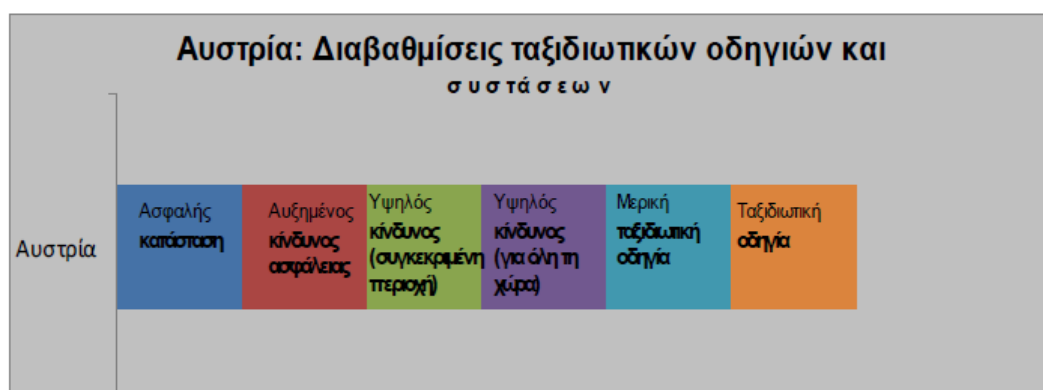 Αυστρία: Διαβαθμίσεις ταξιδιωτικών οδηγιών και
συστάσεων
Αυστρία
Ασφαλής
κατάσταση
Αυξημένος
κίνδυνος
ασφάλειας
Υψηλός
κίνδυνος
(συγκεκριμένη
περιοχή)
Υψηλός
κίνδυνος
(για όλη τη
χώρα)
Μερική
ταξιδιωτική
οδηγία
Ταξιδιωτική
οδηγία